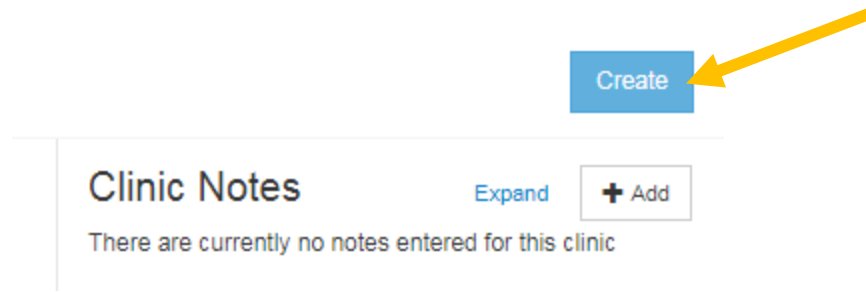 Create
Clinic Notes
Expand
+ Add
There are currently no notes entered for this clinic